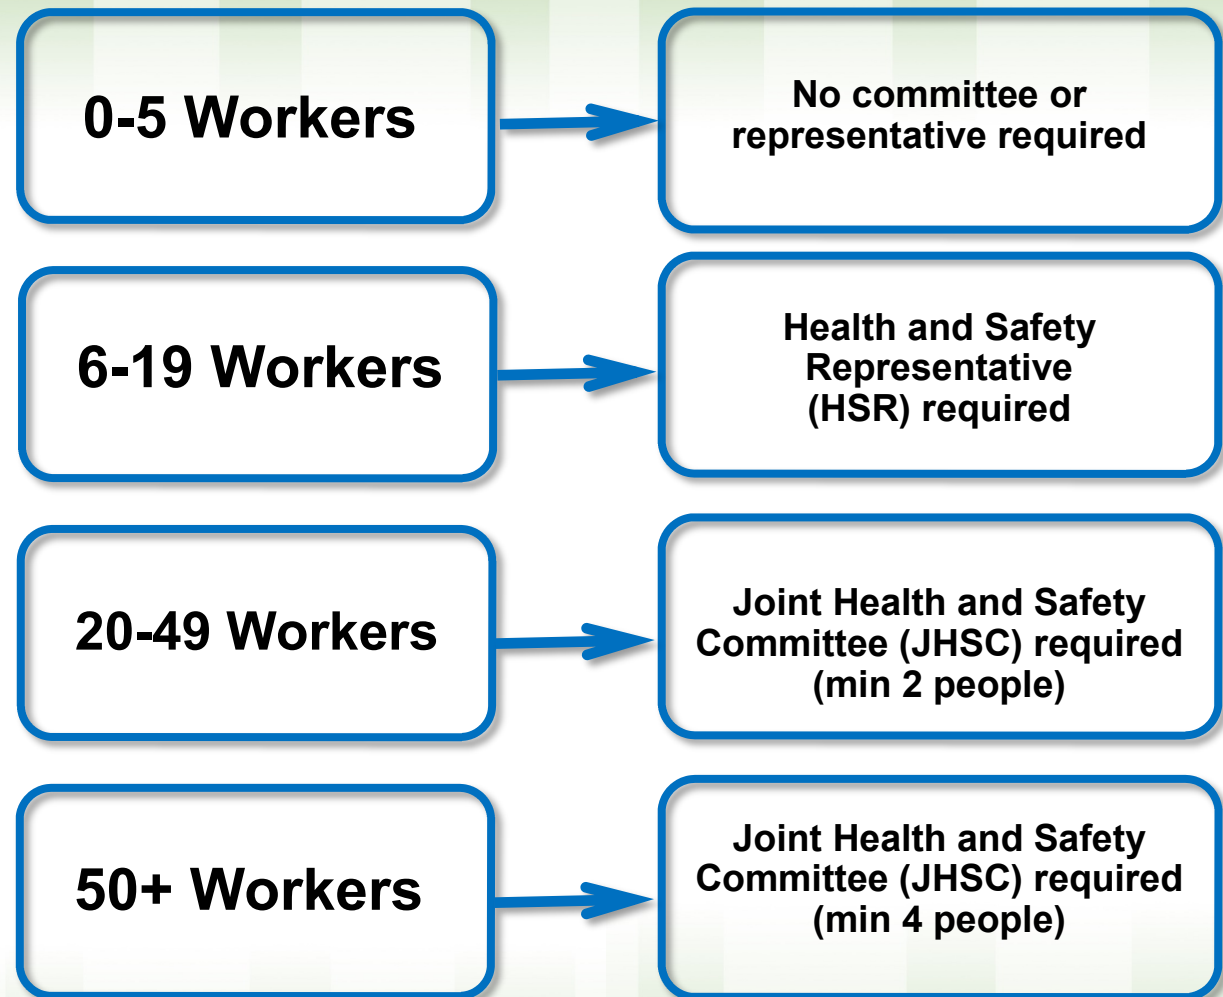 0-5 Workers
No committee or
representative required
6-19 Workers
Health and Safety
Representative
(HSR) required
20-49 Workers
Joint Health and Safety
Committee (JHSC) required
(min 2 people)
50+ Workers
Joint Health and Safety
Committee (JHSC) required
(min 4 people)